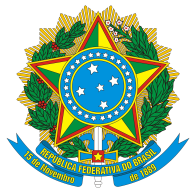 REPÚBLICA FEDERATIVA DO BRASIL
15 de Novembro
de 1889